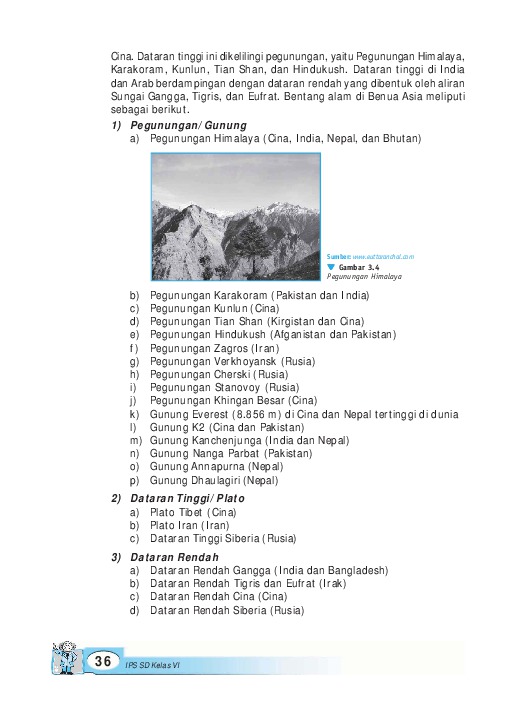 Cina. Dataran tinggi ini dikelilingi pegunungan, yaitu Pegunungan Himalaya,
Karakoram, Kunlun, Tian Shan, dan Hindukush. Dataran tinggi di India
dan Arab berdampingan dengan dataran rendah yang dibentuk oleh aliran
Sungai Gangga, Tigris, dan Eufrat. Bentang alam di Benua Asia meliputi
sebagai berikut.
1) Pegunungan/Gunung
a) Pegunungan Himalaya (Cina, India, Nepal, dan Bhutan)
Sumber: www.euttaranchal.com
Gambar 3.4
Pegunungan Himalaya
b) Pegunungan Karakoram (Pakistan dan India)
c) Pegunungan Kunlun (Cina)
d) Pegunungan Tian Shan (Kirgistan dan Cina)
e) Pegunungan Hindukush (Afganistan dan Pakistan)
f) Pegunungan Zagros (Iran)
g) Pegunungan Verkhoyansk (Rusia)
h) Pegunungan Cherski (Rusia)
i) Pegunungan Stanovoy (Rusia)
j) Pegunungan Khingan Besar (Cina)
k) Gunung Everest (8.856 m) di Cina dan Nepal tertinggi di dunia
l) Gunung K2 (Cina dan Pakistan)
m) Gunung Kanchenjunga (India dan Nepal)
n) Gunung Nanga Parbat (Pakistan)
o) Gunung Annapurna (Nepal)
p) Gunung Dhaulagiri (Nepal)
2) Dataran Tinggi/Plato
a) Plato Tibet (Cina)
b) Plato Iran (Iran)
c) Dataran Tinggi Siberia (Rusia)
3) Dataran Rendah
a) Dataran Rendah Gangga (India dan Bangladesh)
b) Dataran Rendah Tigris dan Eufrat (Irak)
c) Dataran Rendah Cina (Cina)
d) Dataran Rendah Siberia (Rusia)
36 IPS SD Kelas VI